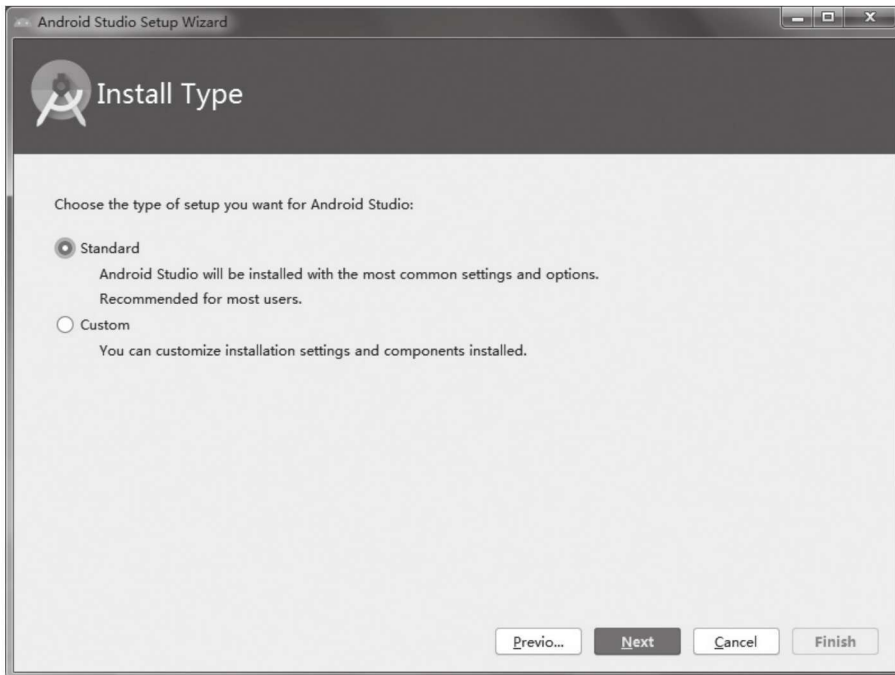 Android Studio Setup Wizard
Install Type
Choose the type of setup you want for Android Studio:
Standard
Android Studio will be installed with the most common settings and options.
Recommended for most users.
Custom
You can customize installation settings and components installed.
Previo...
Next
Cancel
Finish